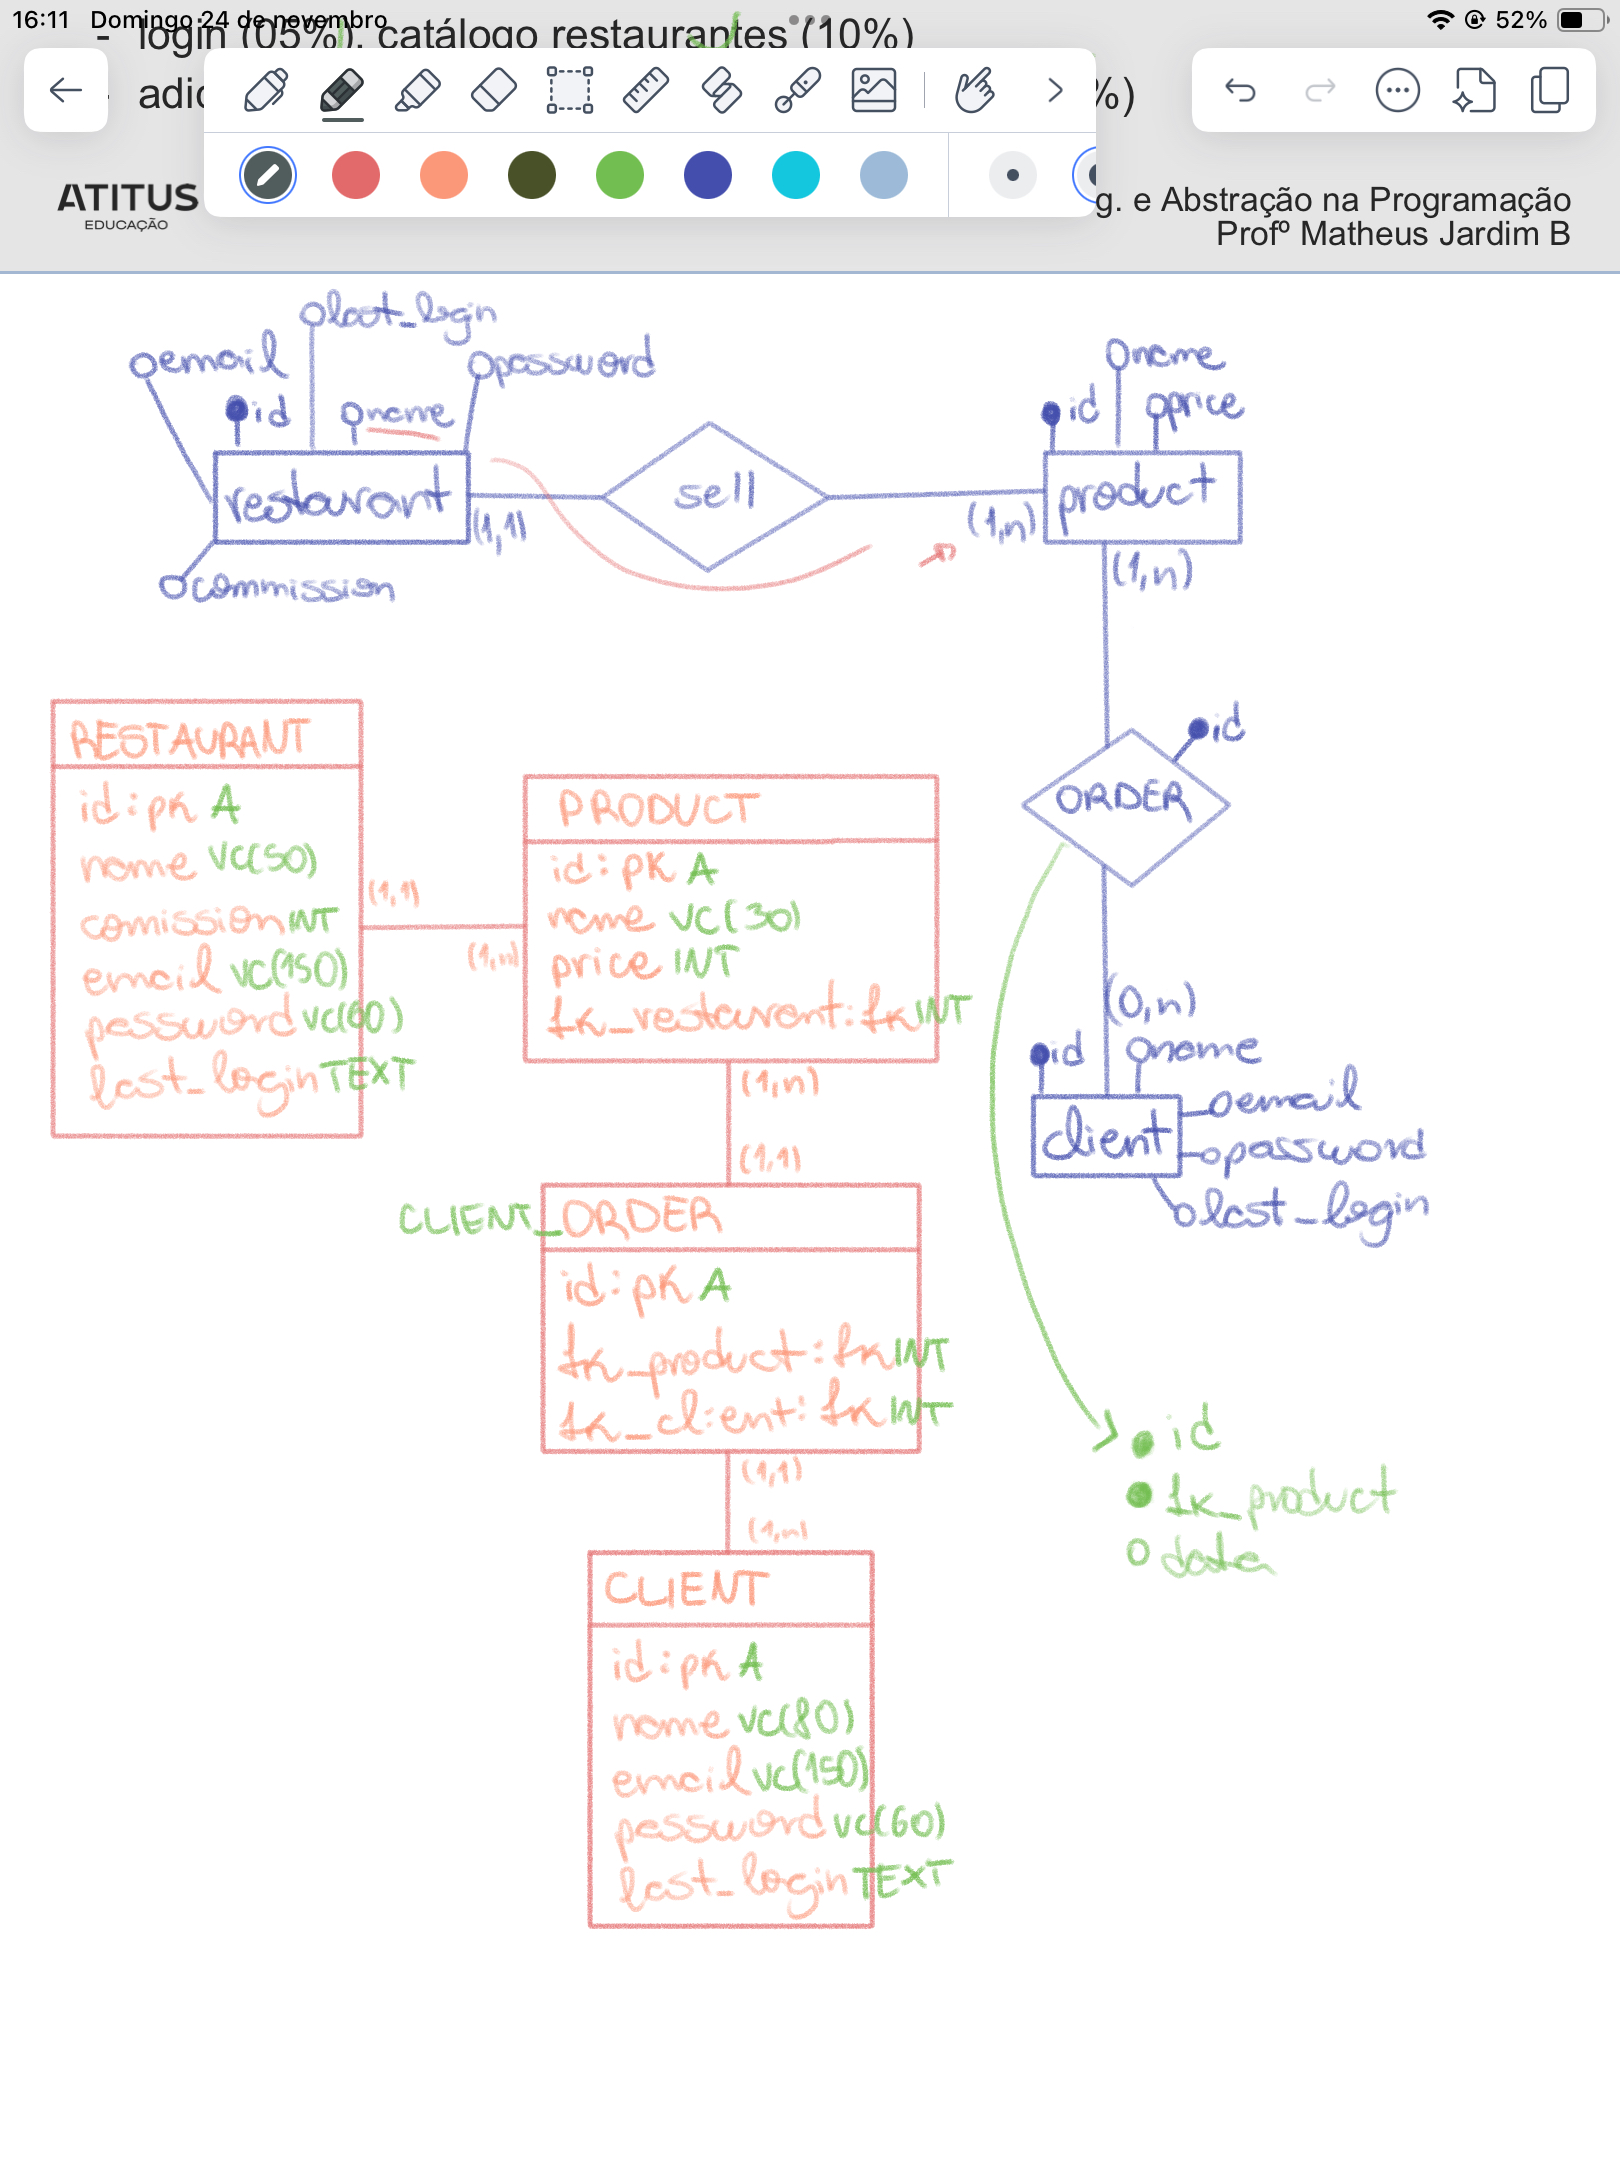 16:11 Domingo 24 de novembro 52%
- login (05%), catálogo restaurantes (10%)
- adic %)
ATITUS
EDUCAÇÃO
g. e Abstração na Programação
Profº Matheus Jardim B
last_login
email
password
id
name
restaurant
(1,1)
commission
sell
name
id
price
(1,n)
product
(1,n)
id
ORDER
(0,n)
id
name
client
email
password
last_login
RESTAURANT
id: pk A
nome VC(50)
comission INT
email VC(150)
password VC(60)
last_login TEXT
(1,1)
(1,n)
PRODUCT
id: pk A
name VC(30)
price INT
fk_restaurant: fk INT
(1,n)
(1,1)
CLIENT_ORDER
id: pk A
fk_product: fk INT
fk_client: fk INT
(1,1)
(1,n)
CLIENT
id: pk A
nome VC(80)
email VC(150)
password VC(60)
last_login TEXT
id
fk_product
data